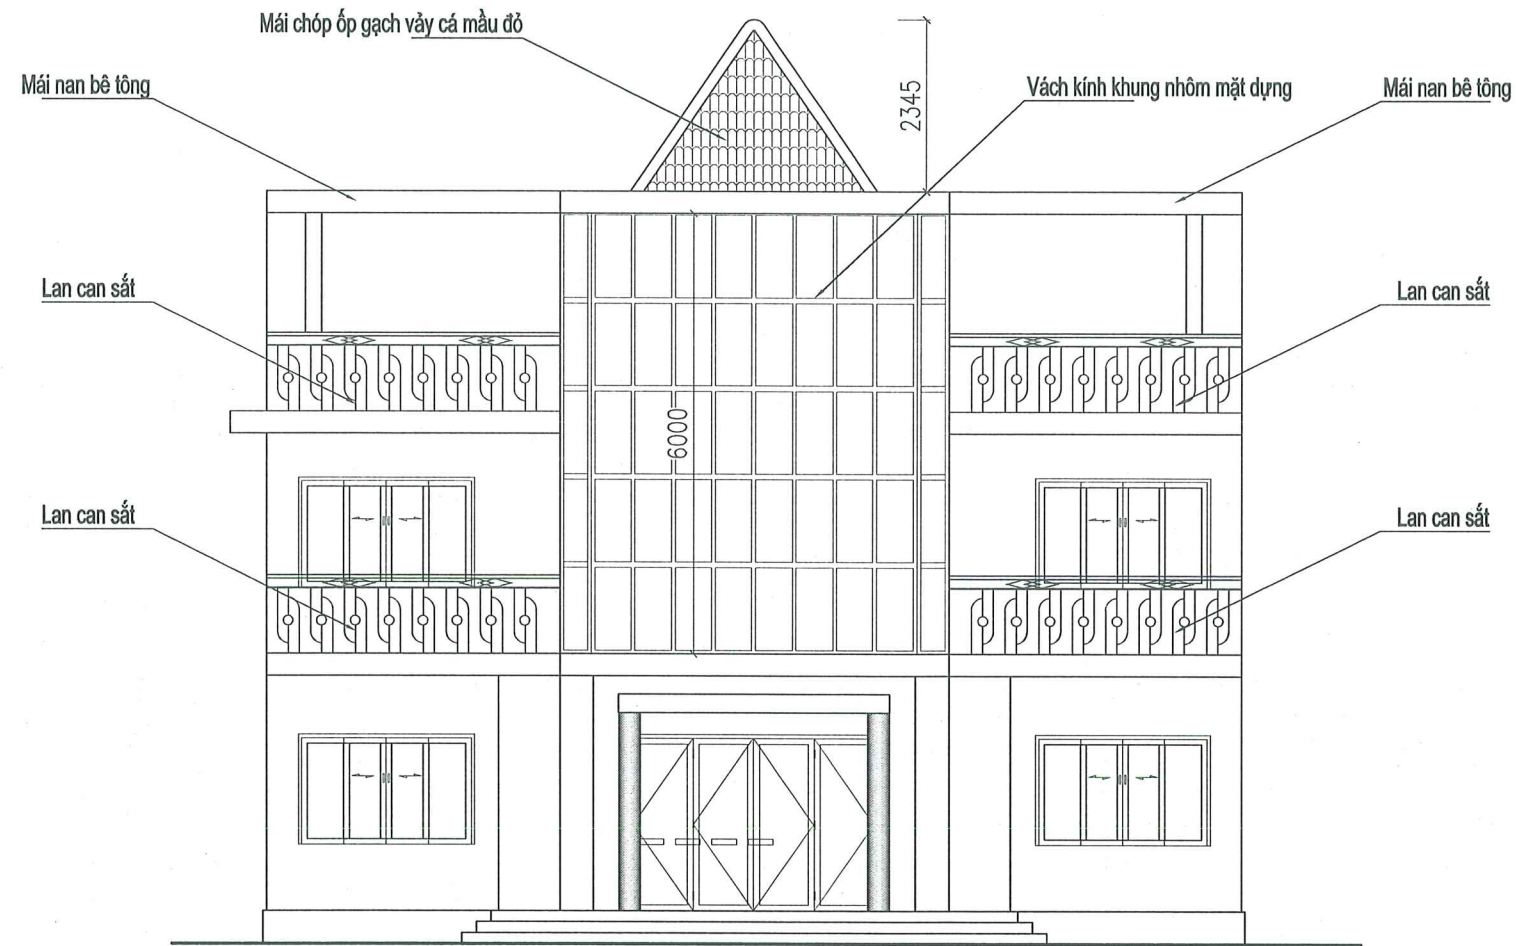 Mái chóp ốp gạch vảy cá mầu đỏ
Mái nan bê tông
Vách kính khung nhôm mặt dựng
Mái nan bê tông
2345
Lan can sắt
Lan can sắt
6000
Lan can sắt
Lan can sắt